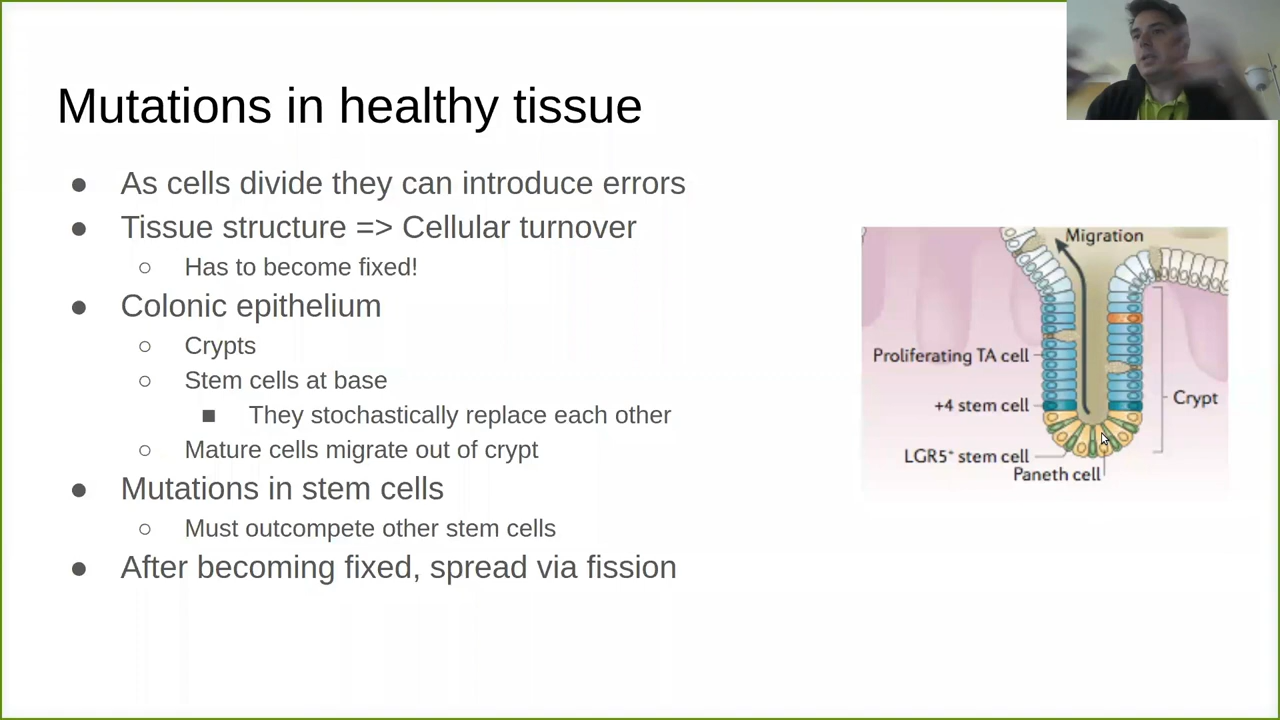 Mutations in healthy tissue
● As cells divide they can introduce errors
● Tissue structure => Cellular turnover
○ Has to become fixed!
● Colonic epithelium
○ Crypts
○ Stem cells at base
■ They stochastically replace each other
○ Mature cells migrate out of crypt
● Mutations in stem cells
○ Must outcompete other stem cells
● After becoming fixed, spread via fission
Migration
Proliferating TA cell
+4 stem cell
Crypt
LGR5⁺ stem cell
Paneth cell